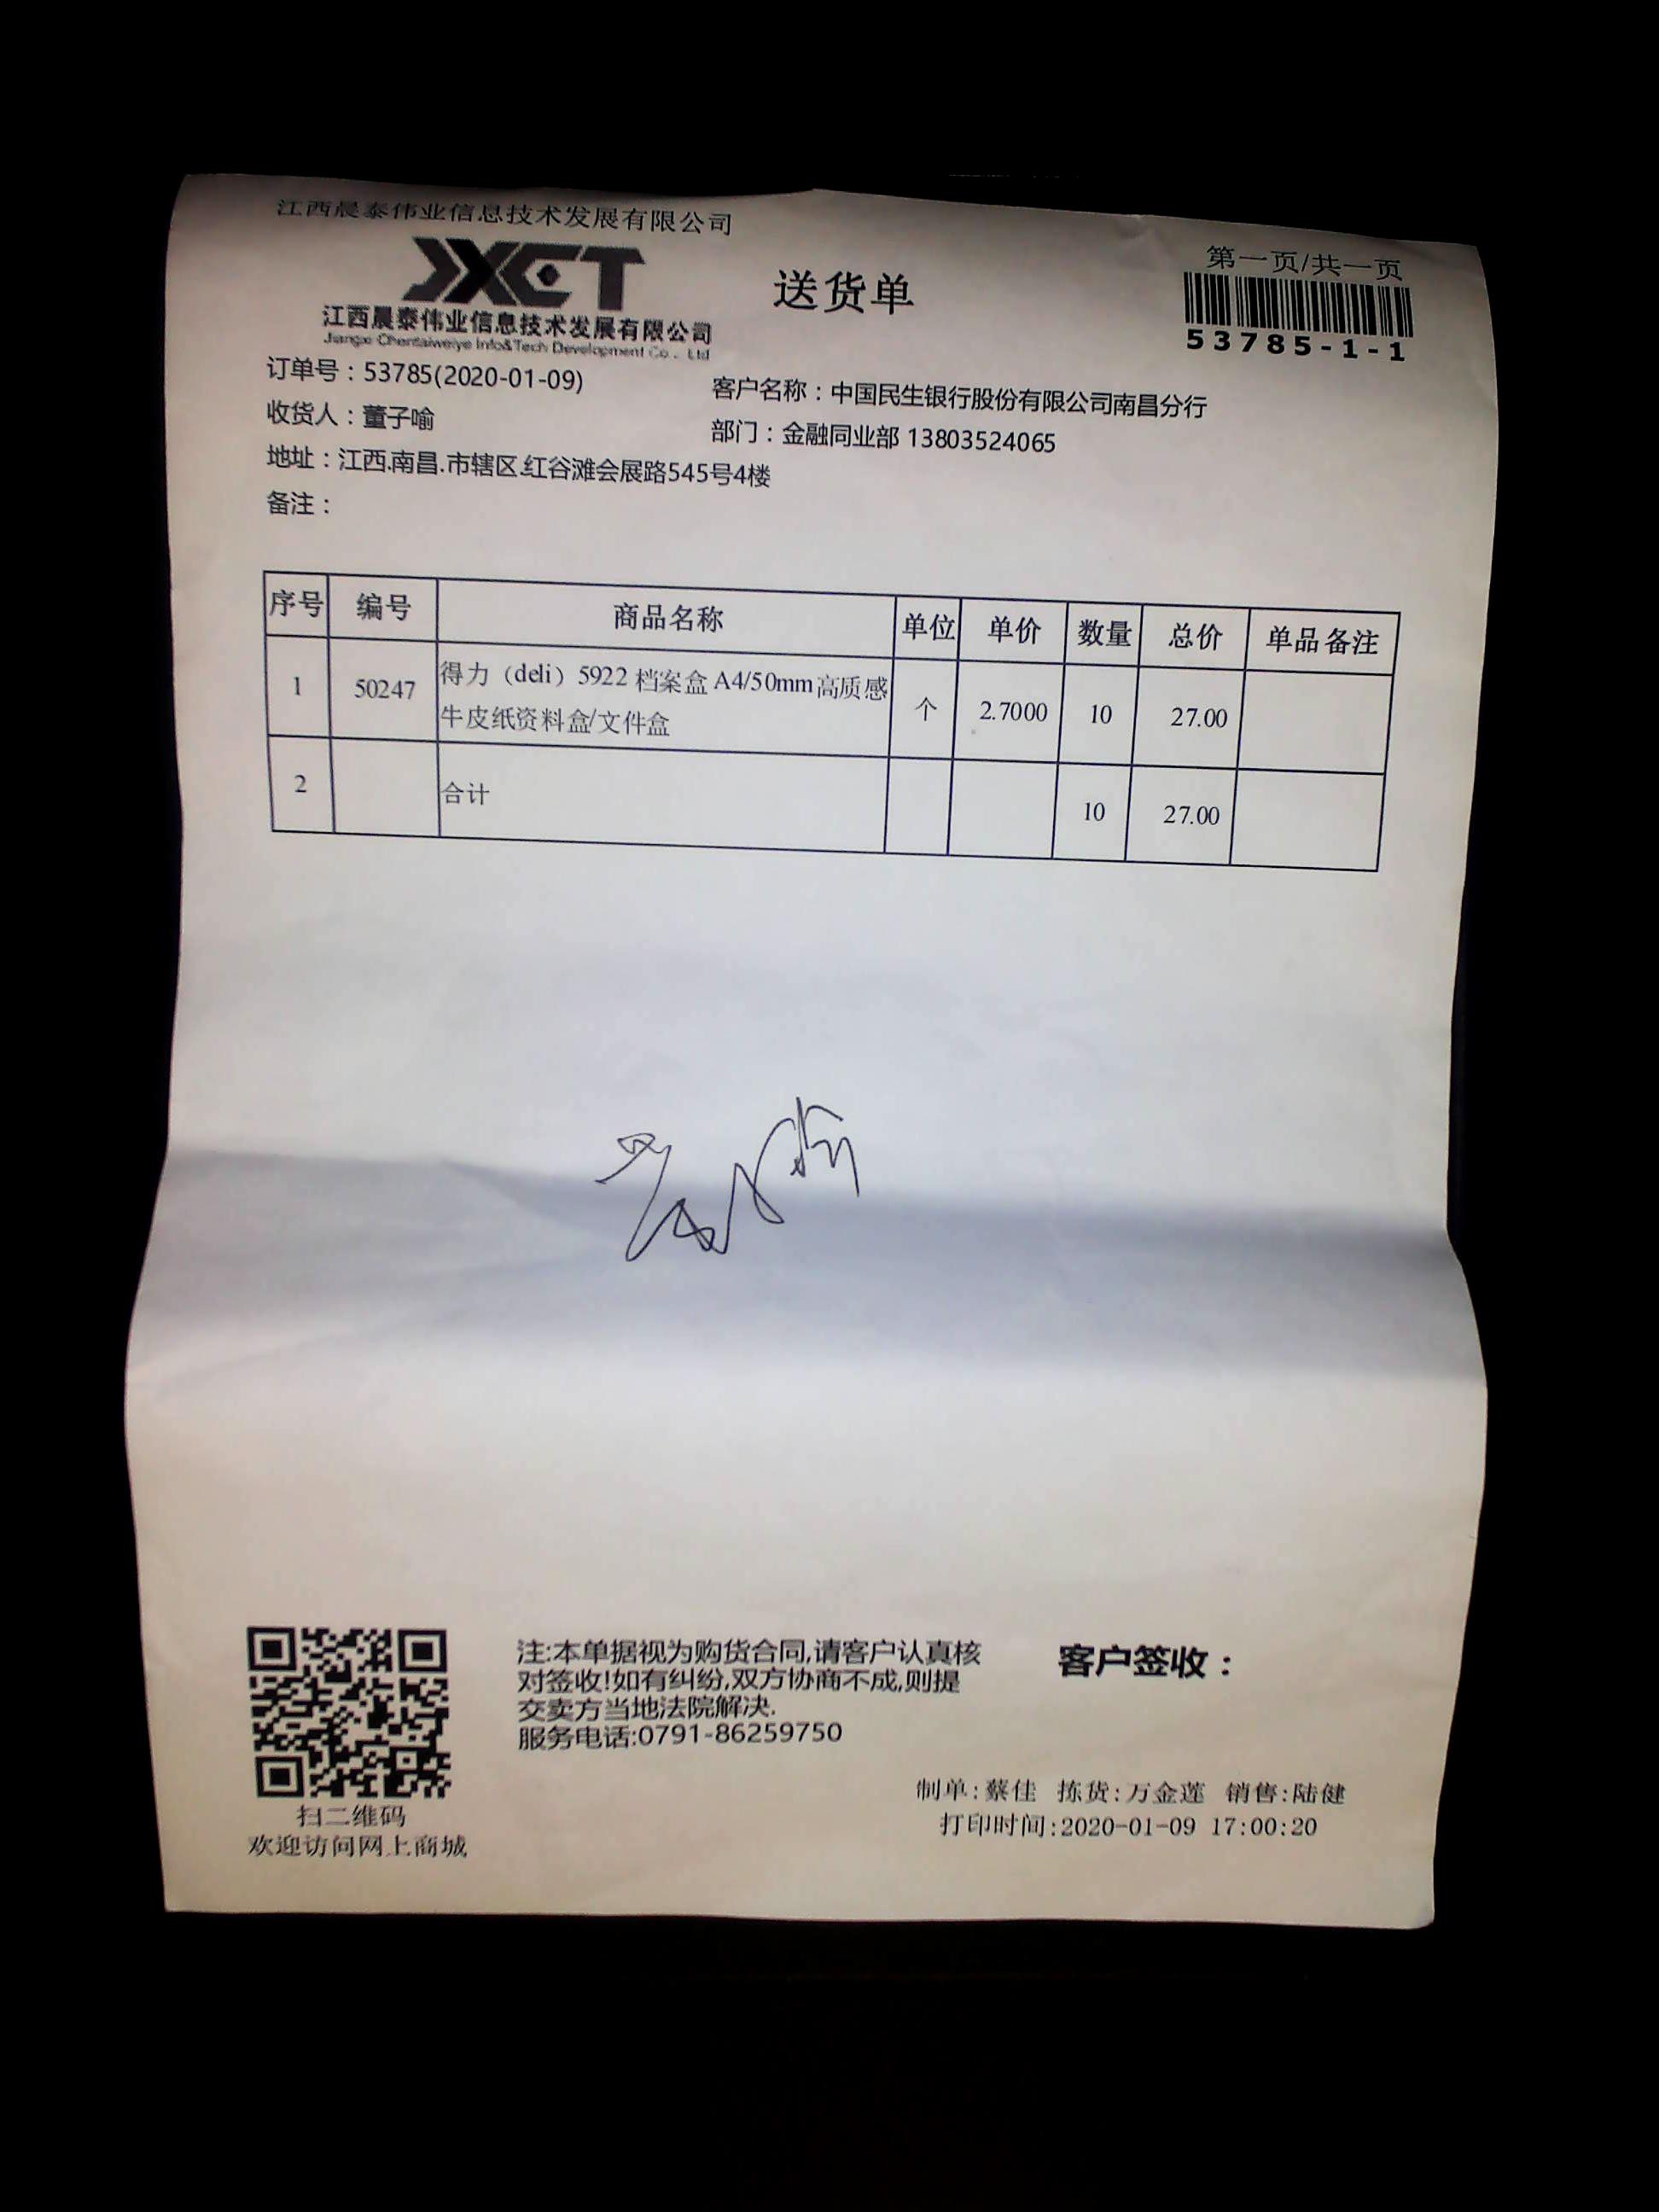 江西晨泰伟业信息技术发展有限公司
JXCT
江西晨泰伟业信息技术发展有限公司
Jiangxi Chentaiweiye Info&Tech Development Co., Ltd
送货单
第一页/共一页
53785-1-1
订单号：53785(2020-01-09)
客户名称：中国民生银行股份有限公司南昌分行
收货人：董子喻
部门：金融同业部 13803524065
地址：江西.南昌.市辖区.红谷滩会展路545号4楼
备注：
序号 编号 商品名称 单位 单价 数量 总价 单品备注
1 50247 得力（deli）5922 档案盒 A4/50mm高质感 个 2.7000 10 27.00
牛皮纸资料盒/文件盒
2 合计 10 27.00
注:本单据视为购货合同,请客户认真核
对签收!如有纠纷,双方协商不成,则提
交卖方当地法院解决.
服务电话:0791-86259750
客户签收：
扫二维码
欢迎访问网上商城
制单:蔡佳 拣货:万金莲 销售:陆健
打印时间:2020-01-09 17:00:20